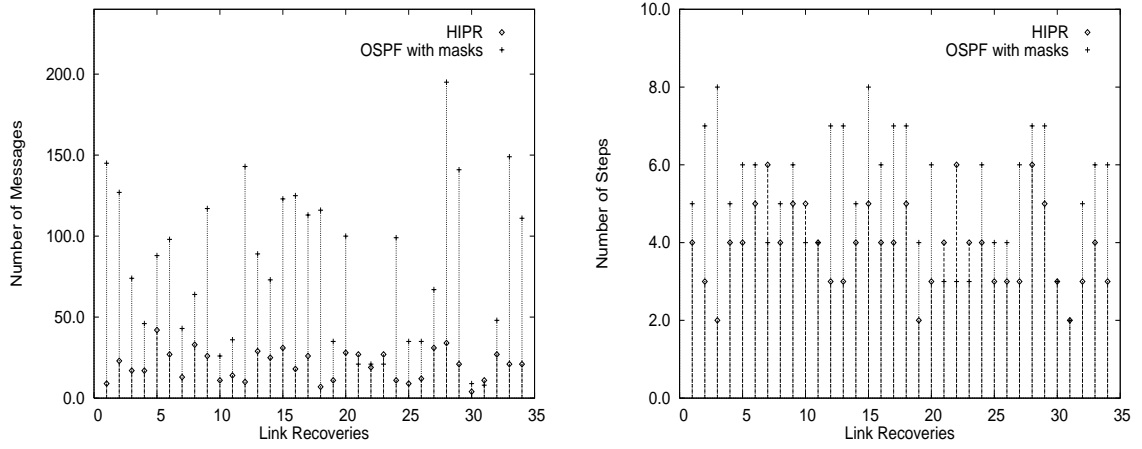 HIPR
OSPF with masks
Number of Messages
200.0
150.0
100.0
50.0
0.0
0 5 10 15 20 25 30 35
Link Recoveries
10.0
HIPR
OSPF with masks
Number of Steps
8.0
6.0
4.0
2.0
0.0
0 5 10 15 20 25 30 35
Link Recoveries